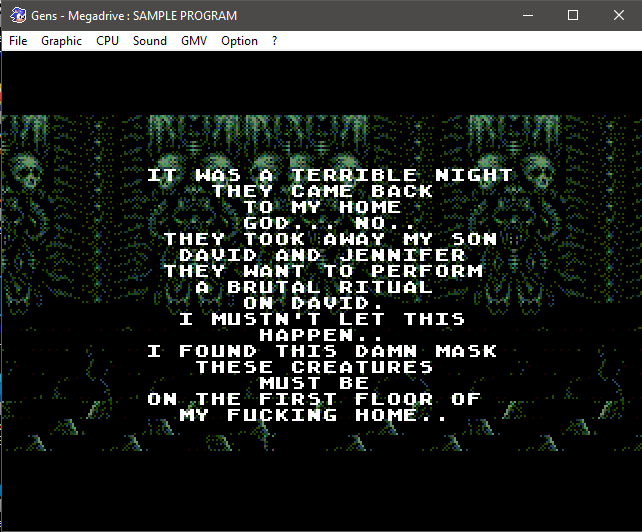 Gens - Megadrive : SAMPLE PROGRAM
File Graphic CPU Sound GMV Option ?
IT WAS A TERRIBLE NIGHT
THEY CAME BACK
TO MY HOME
GOD... NO..
THEY TOOK AWAY MY SON
DAVID AND JENNIFER
THEY WANT TO PERFORM
A BRUTAL RITUAL
ON DAVID.
I MUSTN'T LET THIS
HAPPEN..
I FOUND THIS DAMN MASK
THESE CREATURES
MUST BE
ON THE FIRST FLOOR OF
MY FUCKING HOME..